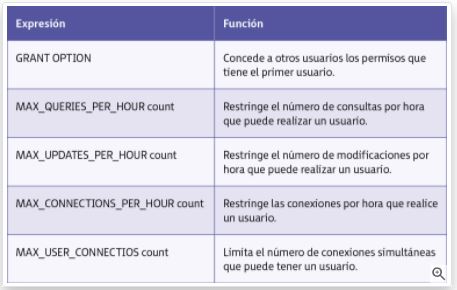 Expresión Función
GRANT OPTION Concede a otros usuarios los permisos que
tiene el primer usuario.
MAX_QUERIES_PER_HOUR count Restringe el número de consultas por hora
que puede realizar un usuario.
MAX_UPDATES_PER_HOUR count Restringe el número de modificaciones por
hora que puede realizar un usuario.
MAX_CONNECTIONS_PER_HOUR count Restringe las conexiones por hora que realice
un usuario.
MAX_USER_CONNECTIOS count Limita el número de conexiones simultáneas
que puede tener un usuario.